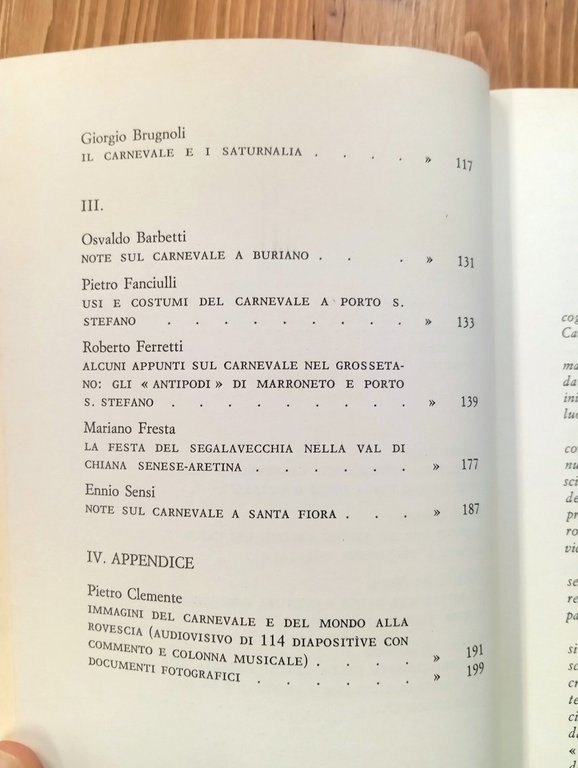 Giorgio Brugnoli
IL CARNEVALE E I SATURNALIA . . . . » 117
III.
Osvaldo Barbetti
NOTE SUL CARNEVALE A BURIANO . . . » 131
Pietro Fanciulli
USI E COSTUMI DEL CARNEVALE A PORTO S.
STEFANO . . . . . . . . . » 133
Roberto Ferretti
ALCUNI APPUNTI SUL CARNEVALE NEL GROSSETA-
NO: GLI « ANTIPODI » DI MARRONETO E PORTO
S. STEFANO . . . . . . . . » 139
Mariano Fresta
LA FESTA DEL SEGALAVECCHIA NELLA VAL DI
CHIANA SENESE-ARETINA . . . . . » 177
Ennio Sensi
NOTE SUL CARNEVALE A SANTA FIORA . . . » 187
IV. APPENDICE
Pietro Clemente
IMMAGINI DEL CARNEVALE E DEL MONDO ALLA
ROVESCIA (AUDIOVISIVO DI 114 DIAPOSITIVE CON
COMMENTO E COLONNA MUSICALE) . . . . » 191
DOCUMENTI FOTOGRAFICI . . . . . » 199